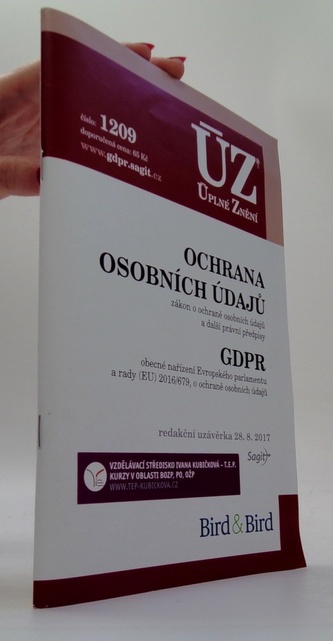 číslo: 1209
doporučená cena: 65 Kč
www.gdpr.sagit.cz
ÚZ®
ÚPLNÉ ZNĚNÍ
OCHRANA
OSOBNÍCH ÚDAJŮ
zákon o ochraně osobních údajů
a další právní předpisy
GDPR
obecné nařízení Evropského parlamentu
a rady (EU) 2016/679, o ochraně osobních údajů
redakční uzávěrka 28. 8. 2017
Sagit
VZDĚLÁVACÍ STŘEDISKO IVANA KUBIČKOVÁ – T.E.P.
KURZY V OBLASTI BOZP, PO, OŽP
WWW.TEP-KUBICKOVA.CZ
Bird & Bird